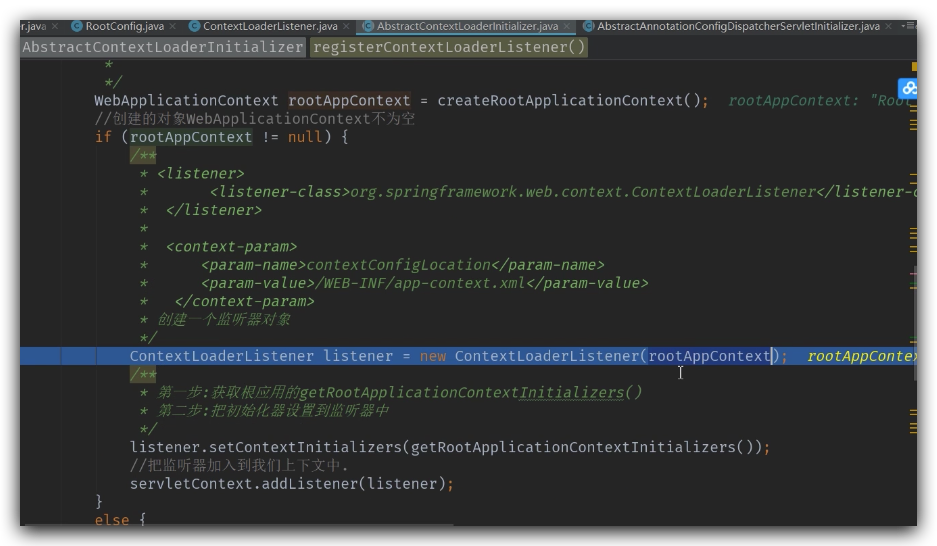 r.java × RootConfig.java × ContextLoaderListener.java × AbstractContextLoaderInitializer.java × AbstractAnnotationConfigDispatcherServletInitializer.java ×
AbstractContextLoaderInitializer registerContextLoaderListener()
*
*/
WebApplicationContext rootAppContext = createRootApplicationContext(); rootAppContext: "Root
//创建的对象WebApplicationContext不为空
if (rootAppContext != null) {
/**
* <listener>
* <listener-class>org.springframework.web.context.ContextLoaderListener</listener-c
* </listener>
*
* <context-param>
* <param-name>contextConfigLocation</param-name>
* <param-value>/WEB-INF/app-context.xml</param-value>
* </context-param>
* 创建一个监听器对象
*/
ContextLoaderListener listener = new ContextLoaderListener(rootAppContext); rootAppContex
/**
* 第一步:获取根应用的getRootApplicationContextInitializers()
* 第二步:把初始化器设置到监听器中
*/
listener.setContextInitializers(getRootApplicationContextInitializers());
//把监听器加入到我们上下文中.
servletContext.addListener(listener);
}
else {